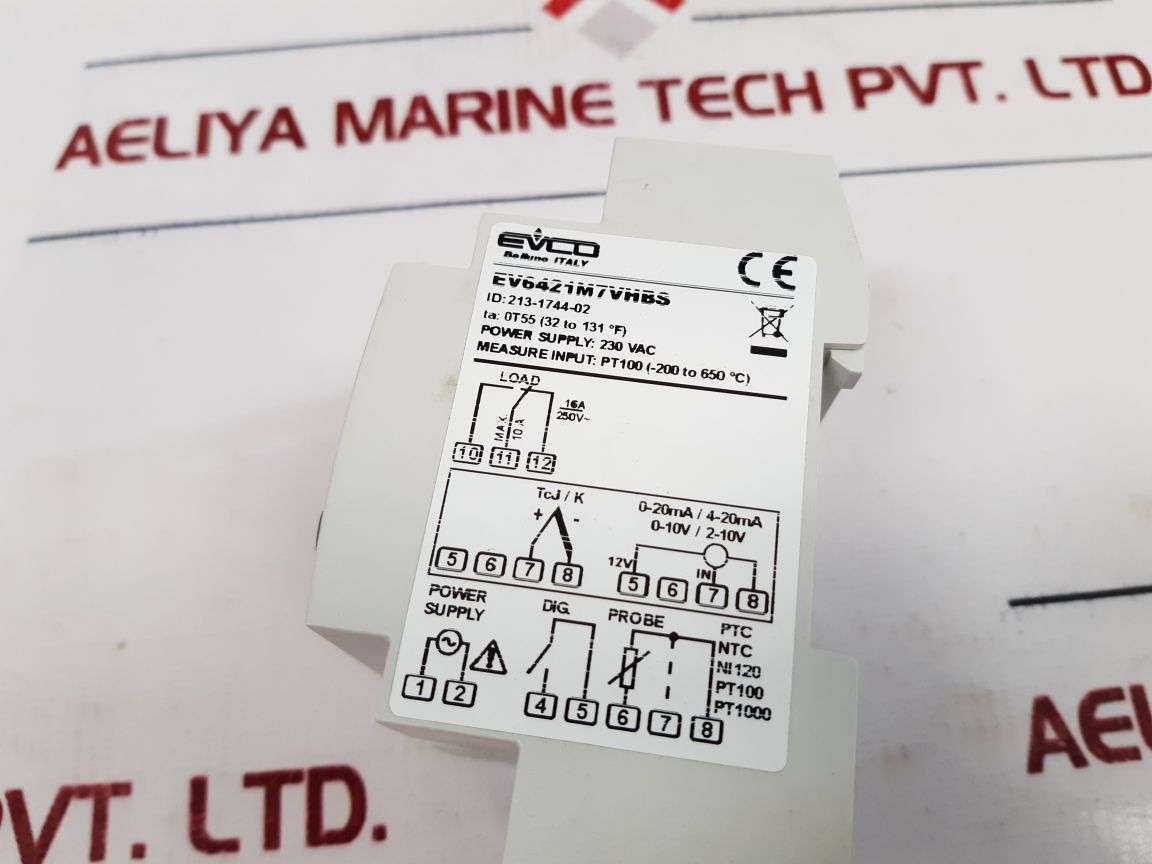 AELIYA MARINE TECH PVT. LTD
EVCO
Belluno ITALY
CE
EV6421M7VHBS
ID: 213-1744-02
ta: 0T55 (32 to 131 °F)
POWER SUPPLY: 230 VAC
MEASURE INPUT: PT100 (-200 to 650 °C)
LOAD
16A
250V~
MAX.
10 A
10 11 12
TcJ / K
+ -
5 6 7 8
0-20mA / 4-20mA
0-10V / 2-10V
12V
IN
5 6 7 8
POWER
SUPPLY
1 2
DIG.
4 5
PROBE
6 7 8
PTC
NTC
NI120
PT100
PT1000
AEL
PVT. LTD.